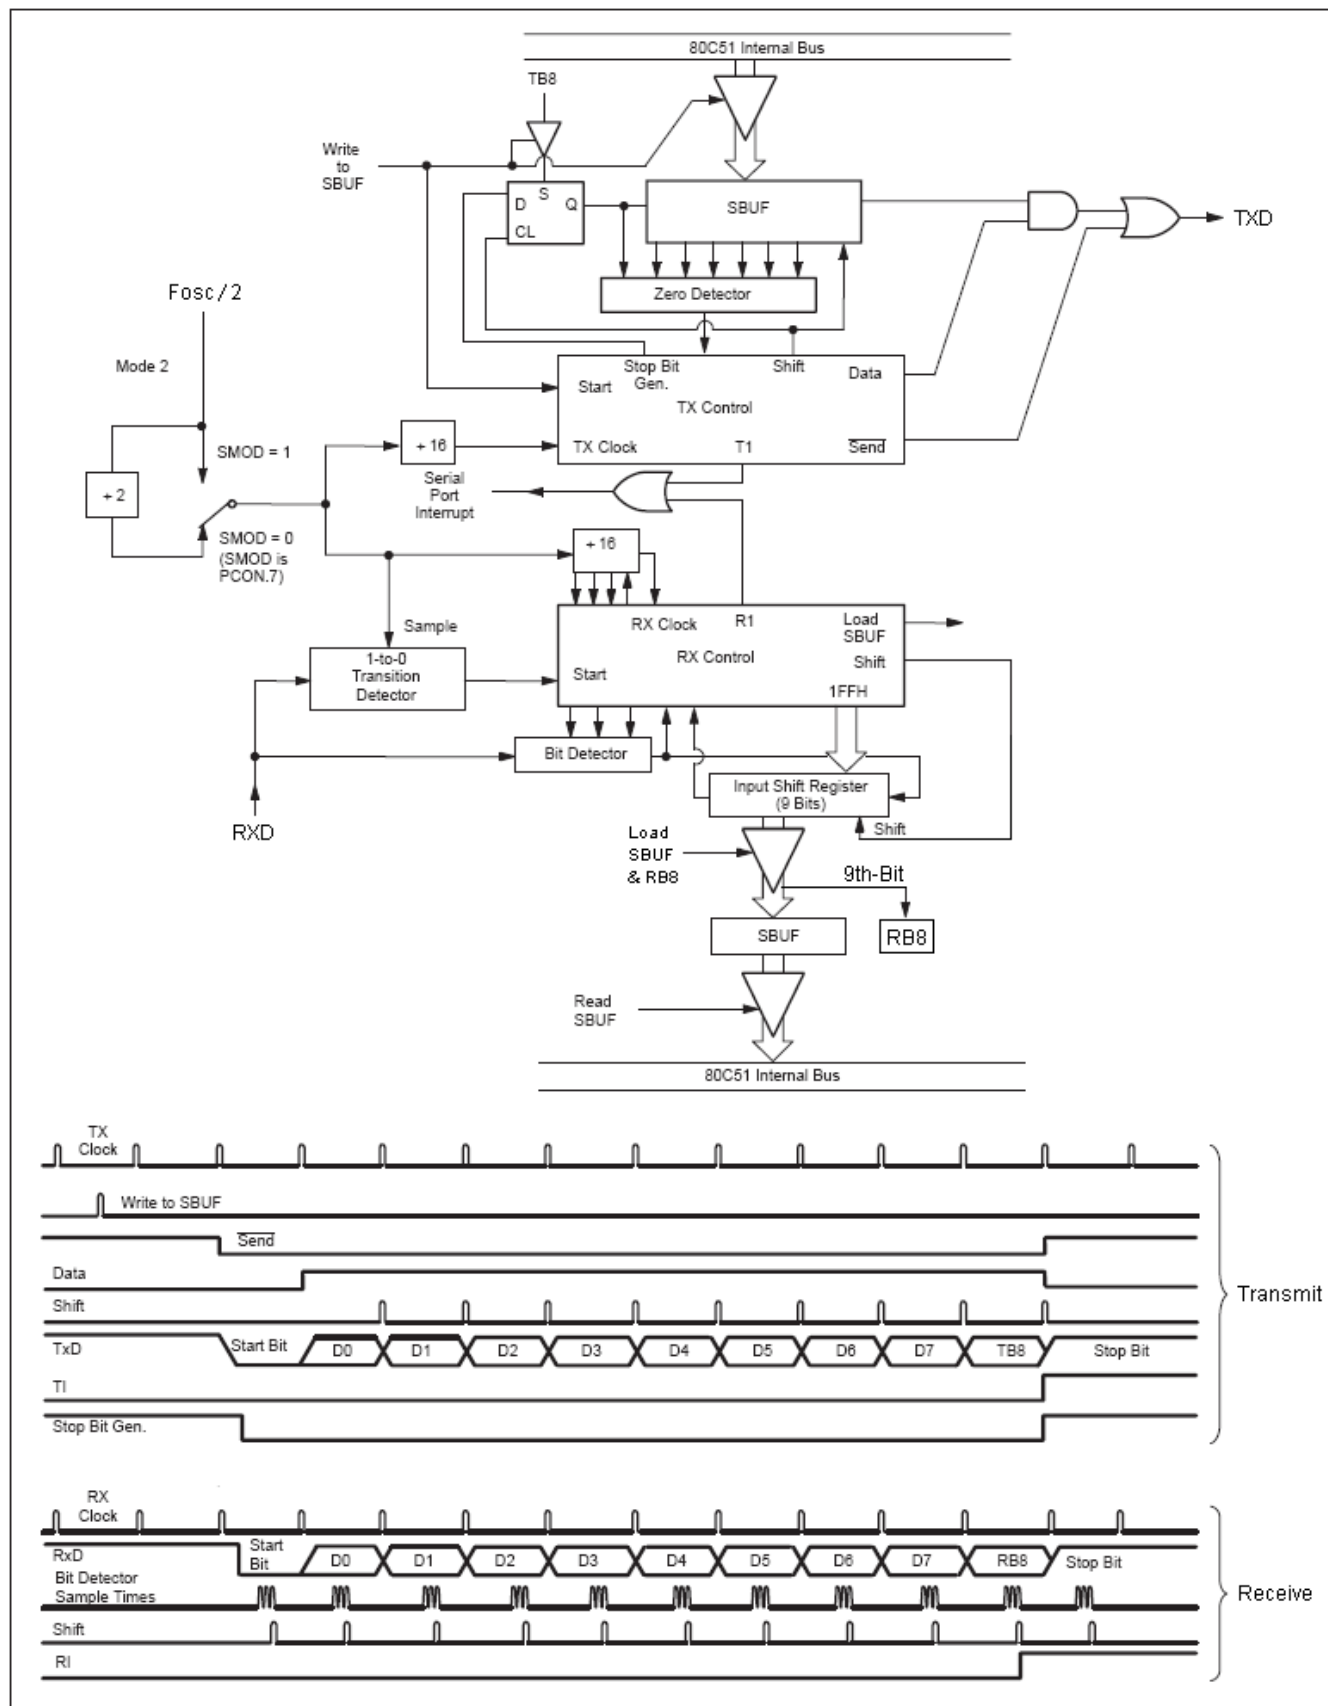 80C51 Internal Bus
TB8
Write
to
SBUF
S
D
Q
CL
SBUF
TXD
Zero Detector
Fosc/2
Mode 2
Stop Bit
Gen.
Shift
Data
Start
TX Control
SMOD = 1
÷ 16
TX Clock
T1
Send
÷ 2
Serial
Port
Interrupt
SMOD = 0
(SMOD is
PCON.7)
÷ 16
Sample
RX Clock
R1
Load
SBUF
RX Control
Shift
Start
1FFH
1-to-0
Transition
Detector
Bit Detector
Input Shift Register
(9 Bits)
Shift
RXD
Load
SBUF
& RB8
9th-Bit
SBUF
RB8
Read
SBUF
80C51 Internal Bus
TX
Clock
Write to SBUF
Send
Data
Shift
TxD
Start Bit
D0
D1
D2
D3
D4
D5
D6
D7
TB8
Stop Bit
TI
Stop Bit Gen.
Transmit
RX
Clock
RxD
Start
Bit
D0
D1
D2
D3
D4
D5
D6
D7
RB8
Stop Bit
Bit Detector
Sample Times
Shift
RI
Receive